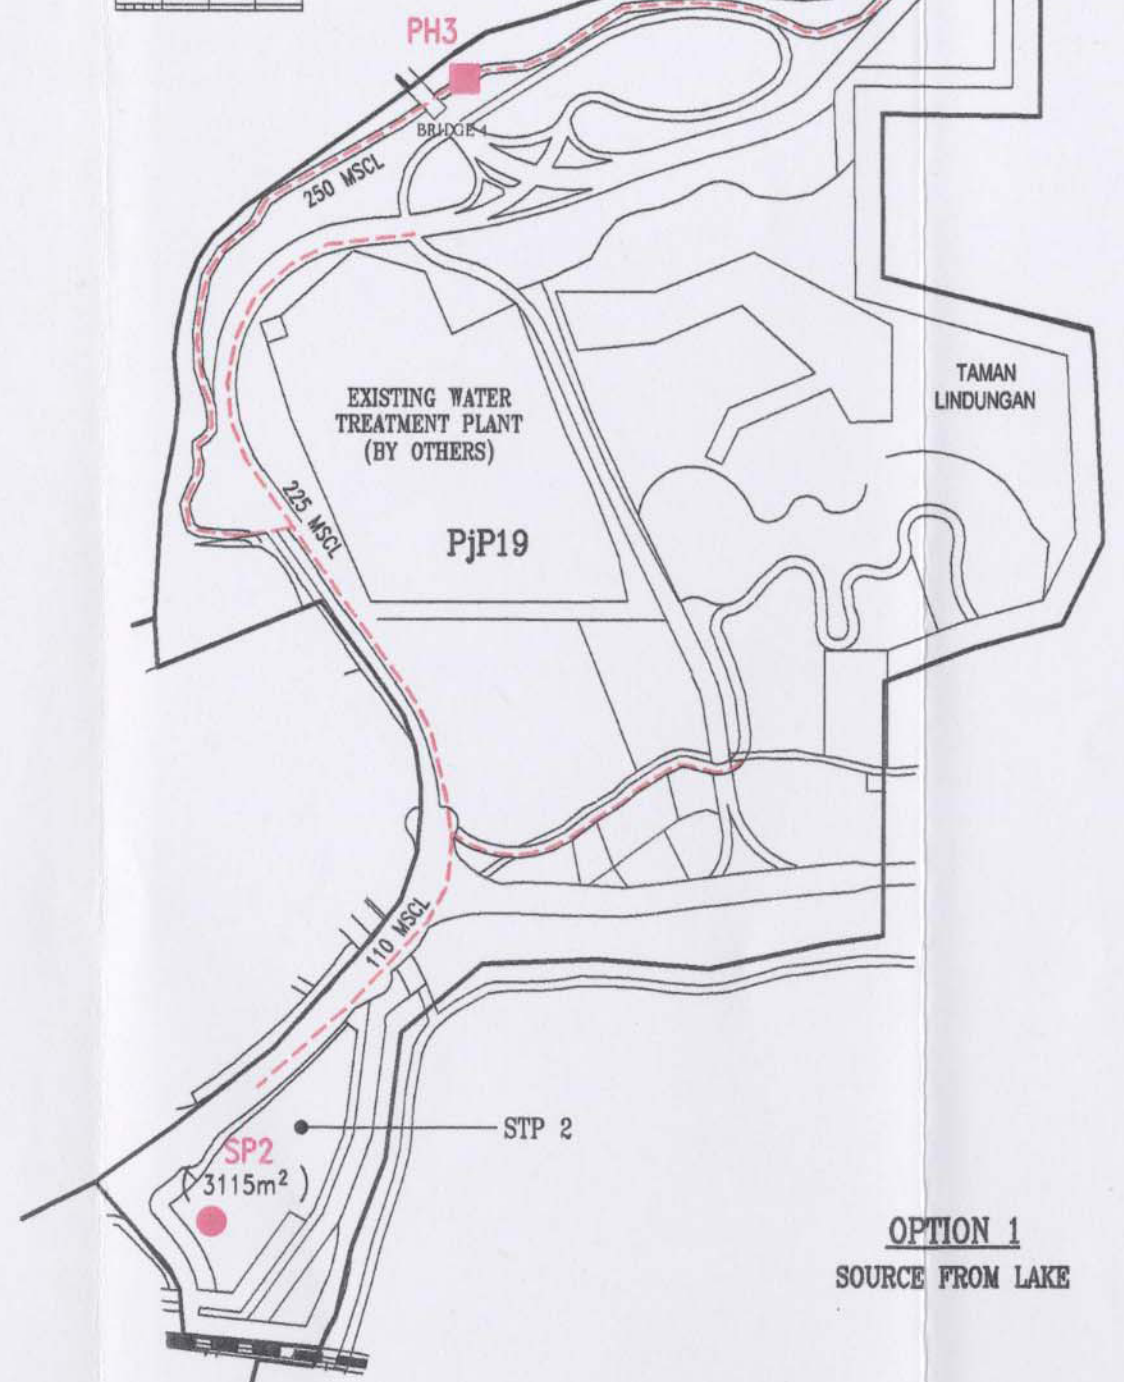 PH3
BRIDGE 4
250 MSCL
EXISTING WATER
TREATMENT PLANT
(BY OTHERS)
PjP19
TAMAN
LINDUNGAN
225 MSCL
110 MSCL
STP 2
SP2
( 3115m² )
OPTION 1
SOURCE FROM LAKE